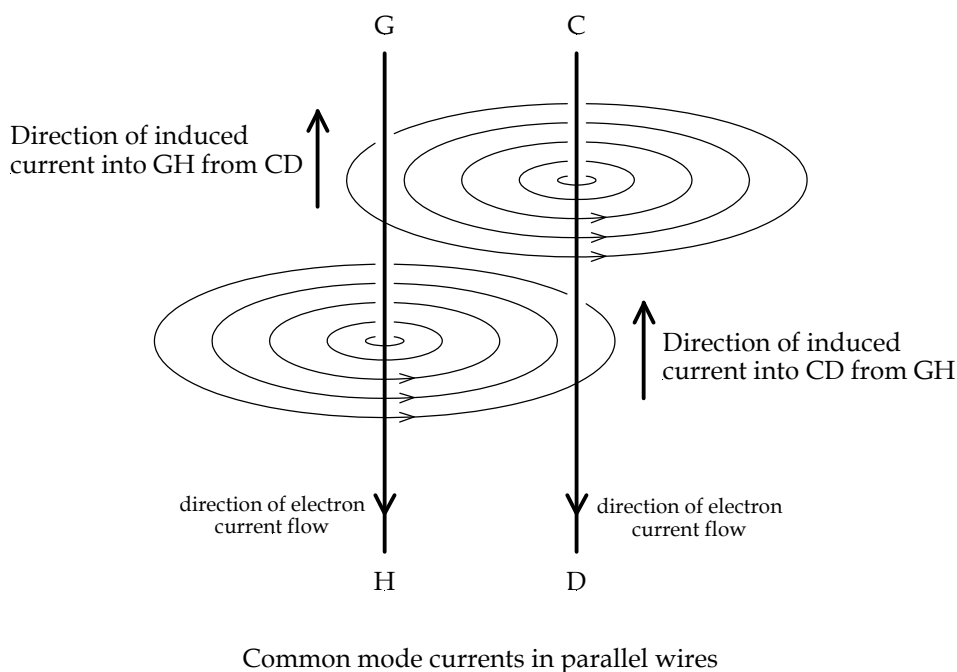 G
C
Direction of induced
current into GH from CD
Direction of induced
current into CD from GH
direction of electron
current flow
direction of electron
current flow
H
D
Common mode currents in parallel wires